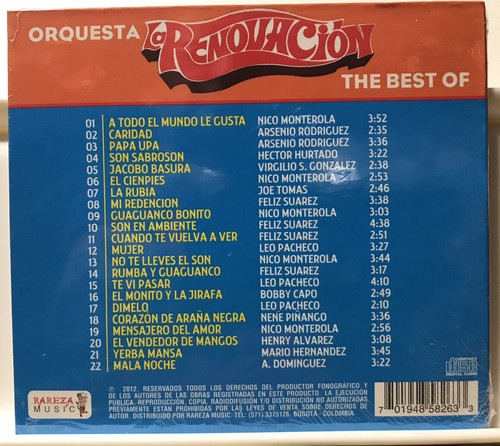 ORQUESTA LA RENOVACIÓN
THE BEST OF
01 A TODO EL MUNDO LE GUSTA NICO MONTEROLA 3:52
02 CARIDAD ARSENIO RODRIGUEZ 2:35
03 PAPA UPA ARSENIO RODRIGUEZ 3:36
04 SON SABROSON HECTOR HURTADO 3:22
05 JACOBO BASURA VIRGILIO S. GONZALEZ 2:38
06 EL CIENPIES NICO MONTEROLA 2:53
07 LA RUBIA JOE TOMAS 2:46
08 MI REDENCION FELIZ SUAREZ 3:38
09 GUAGUANCO BONITO NICO MONTEROLA 3:03
10 SON EN AMBIENTE FELIZ SUAREZ 4:38
11 CUANDO TE VUELVA A VER FELIZ SUAREZ 2:51
12 MUJER LEO PACHECO 3:27
13 NO TE LLEVES EL SON NICO MONTEROLA 3:44
14 RUMBA Y GUAGUANCO FELIZ SUAREZ 3:17
15 TE VI PASAR LEO PACHECO 4:10
16 EL MONITO Y LA JIRAFA BOBBY CAPO 2:49
17 DIMELO LEO PACHECO 2:10
18 CORAZON DE ARAÑA NEGRA NENE PIÑANGO 3:36
19 MENSAJERO DEL AMOR NICO MONTEROLA 2:56
20 EL VENDEDOR DE MANGOS HENRY ALVAREZ 3:08
21 YERBA MANSA MARIO HERNANDEZ 3:45
22 MALA NOCHE A. DOMINGUEZ 3:22
COMPACT
disc
DIGITAL AUDIO
RAREZA
MUSIC
℗ 2012. RESERVADOS TODOS LOS DERECHOS DEL PRODUCTOR FONOGRÁFICO Y
DE LOS AUTORES DE LAS OBRAS REGISTRADAS EN ESTE PRODUCTO. LA EJECUCIÓN
PUBLICA. REPRODUCCIÓN. COPIA. RADIODIFUSIÓN Y/O DISTRIBUCION NO AUTORIZADAS
PREVIAMENTE ESTAN PROHIBIDAS POR LAS LEYES DE VENTA SOBRE DERECHOS DE
AUTOR. DISTRIBUIDO POR RAREZA MUSIC TEL: (571) 3375126. BOGOTÁ - COLOMBIA.
7 01948 58263 3